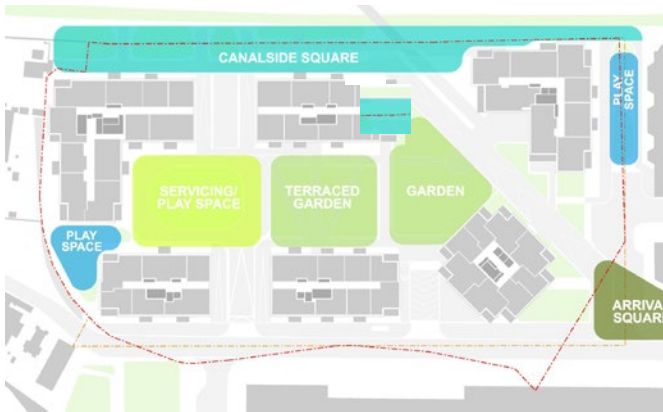 CANALSIDE SQUARE
PLAY
SPACE
SERVICING/
PLAY SPACE
TERRACED
GARDEN
GARDEN
PLAY
SPACE
ARRIVA
SQUAR